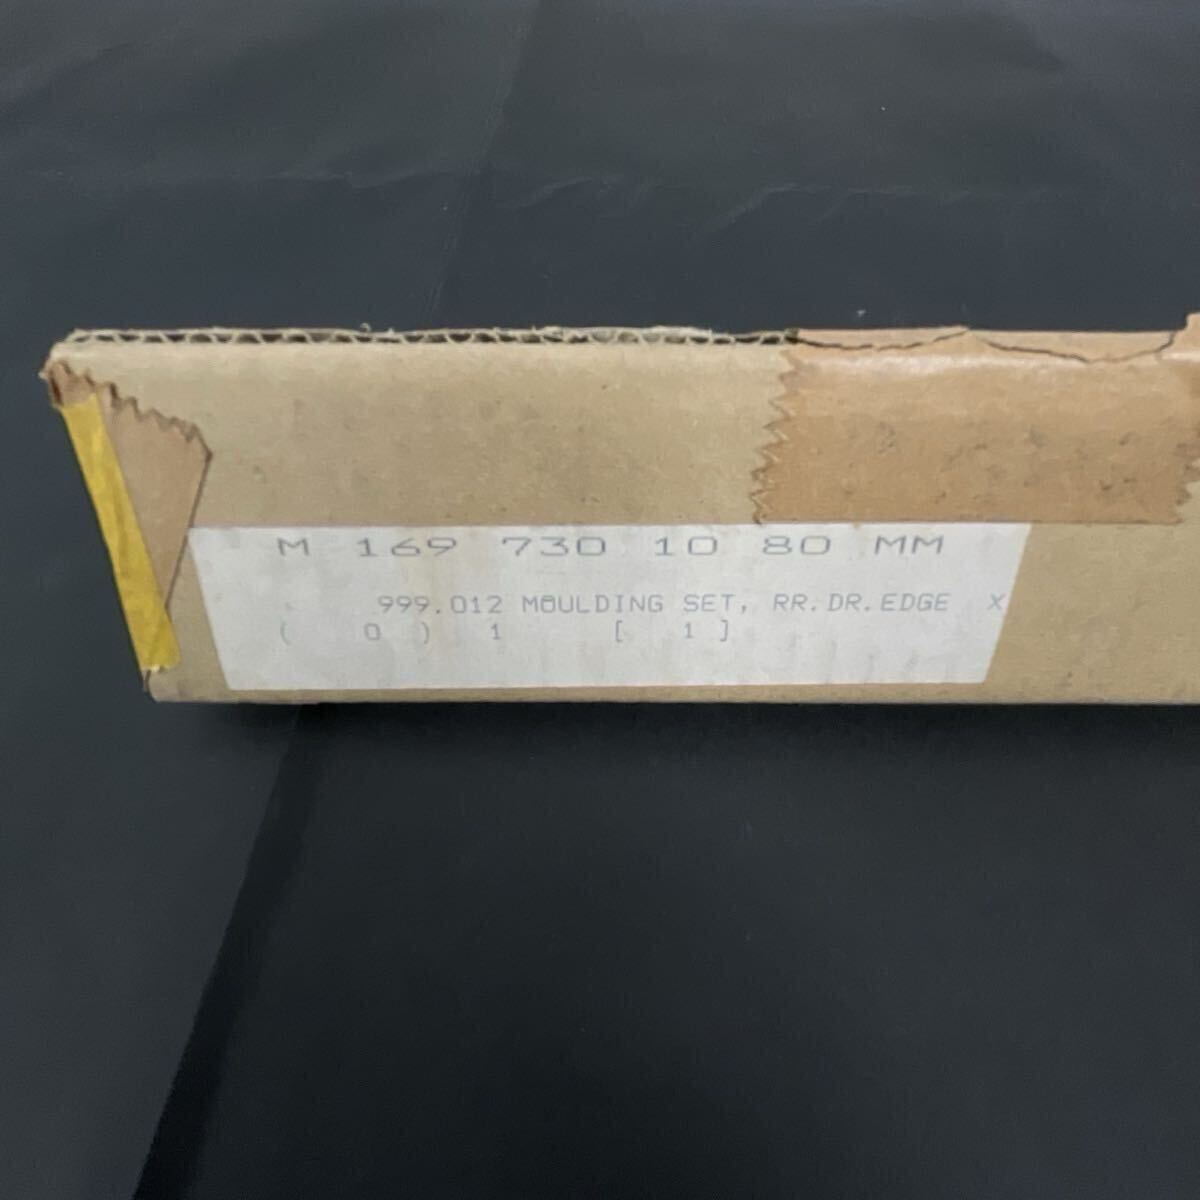 M 169 730 10 80 MM
999.012 MOULDING SET, RR.DR.EDGE X
( 0 ) 1 [ 1 ]